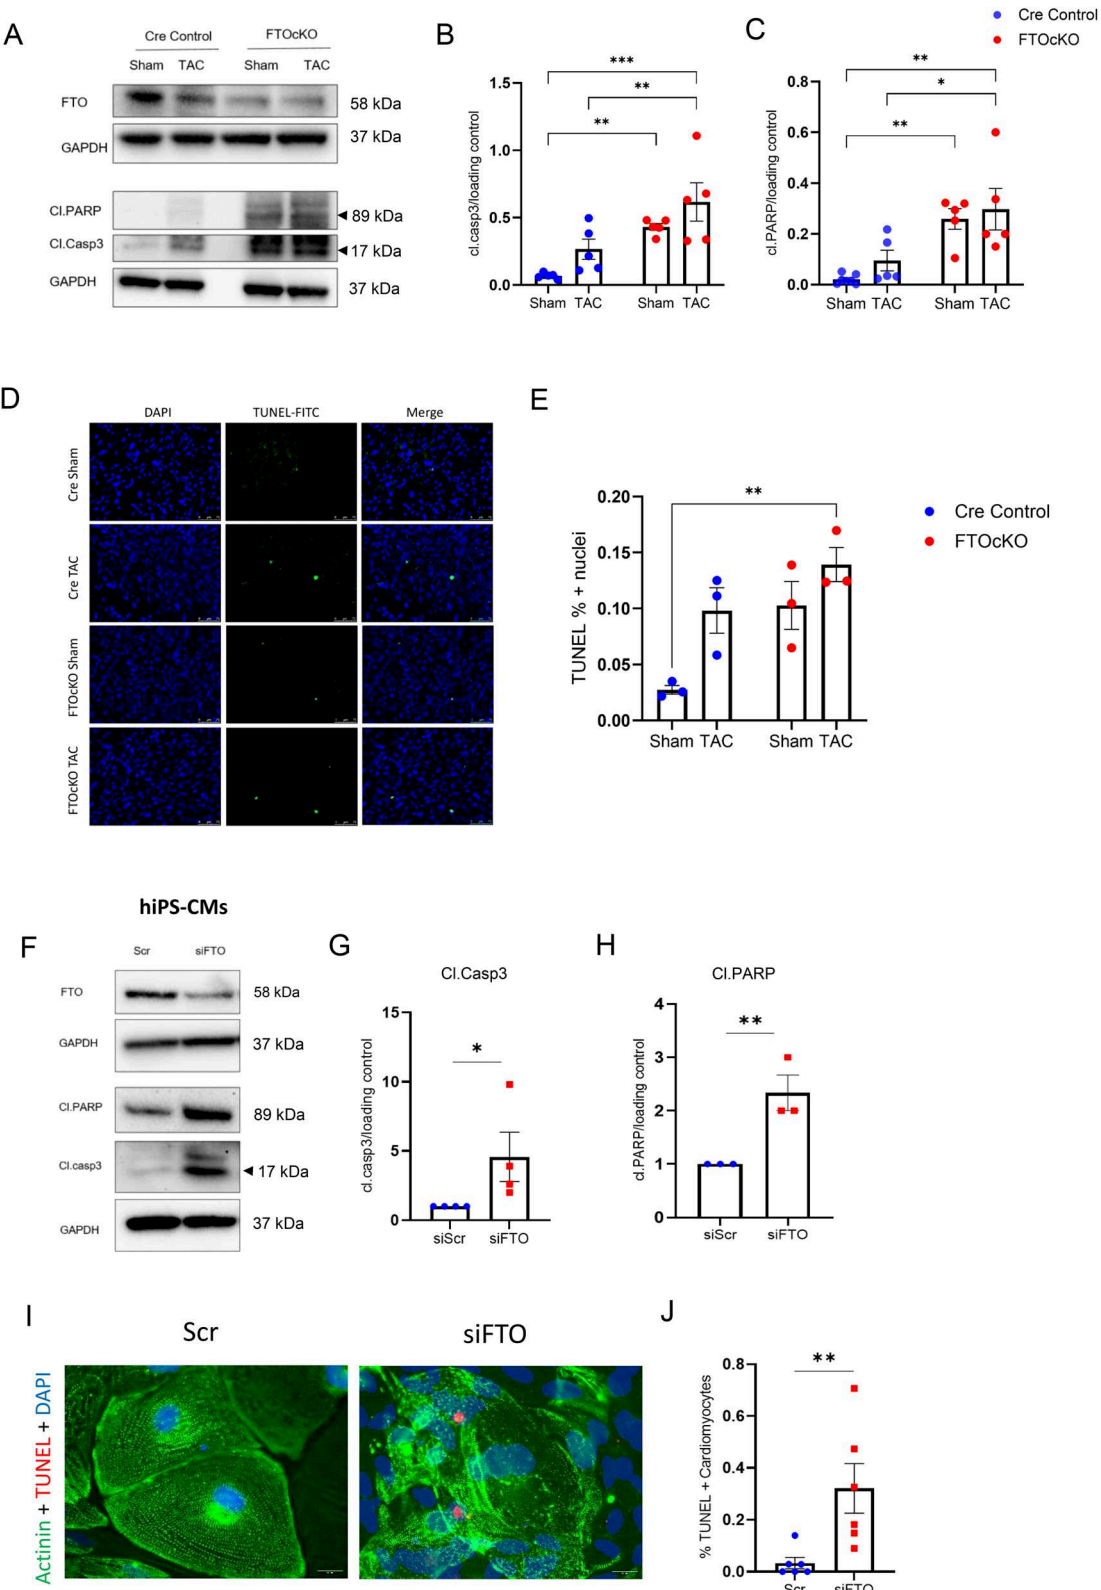 A
Cre Control
FTOcKO
Sham TAC Sham TAC
FTO
58 kDa
GAPDH
37 kDa
Cl.PARP
89 kDa
Cl.Casp3
17 kDa
GAPDH
37 kDa
B
cl.casp3/loading control
1.5
1.0
0.5
0.0
***
**
**
Sham TAC Sham TAC
C
Cre Control
FTOcKO
cl.PARP/loading control
0.8
0.6
0.4
0.2
0.0
**
*
**
Sham TAC Sham TAC
D
DAPI TUNEL-FITC Merge
Cre Sham
Cre TAC
FTOcKO Sham
FTOcKO TAC
E
TUNEL % + nuclei
0.20
0.15
0.10
0.05
0.00
**
Sham TAC Sham TAC
Cre Control
FTOcKO
hiPS-CMs
F
Scr siFTO
FTO
58 kDa
GAPDH
37 kDa
Cl.PARP
89 kDa
Cl.casp3
17 kDa
GAPDH
37 kDa
G
Cl.Casp3
cl.casp3/loading control
15
10
5
0
*
siScr siFTO
H
Cl.PARP
cl.PARP/loading control
4
3
2
1
0
**
siScr siFTO
I
Scr
siFTO
Actinin + TUNEL + DAPI
J
% TUNEL + Cardiomyocytes
0.8
0.6
0.4
0.2
0.0
**
Scr siFTO